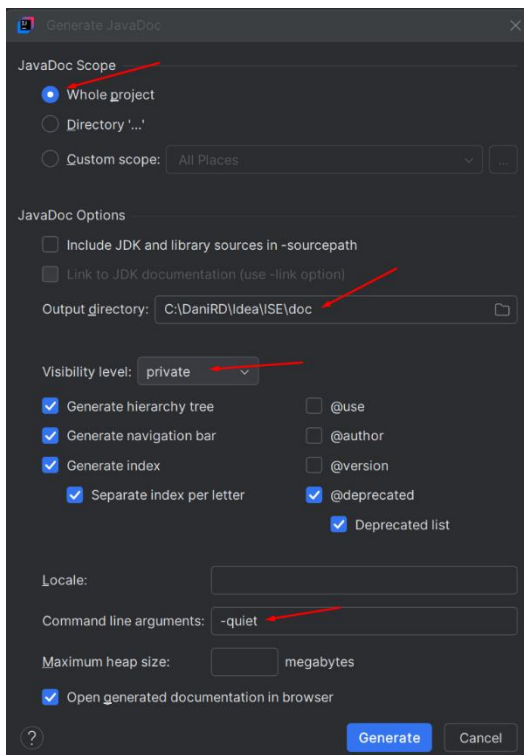 Generate JavaDoc
JavaDoc Scope
Whole project
Directory '...'
Custom scope: All Places ...
JavaDoc Options
Include JDK and library sources in -sourcepath
Link to JDK documentation (use -link option)
Output directory: C:\DaniRD\Idea\ISE\doc
Visibility level: private
Generate hierarchy tree @use
Generate navigation bar @author
Generate index @version
Separate index per letter @deprecated
Deprecated list
Locale:
Command line arguments: -quiet
Maximum heap size: megabytes
Open generated documentation in browser
? Generate Cancel